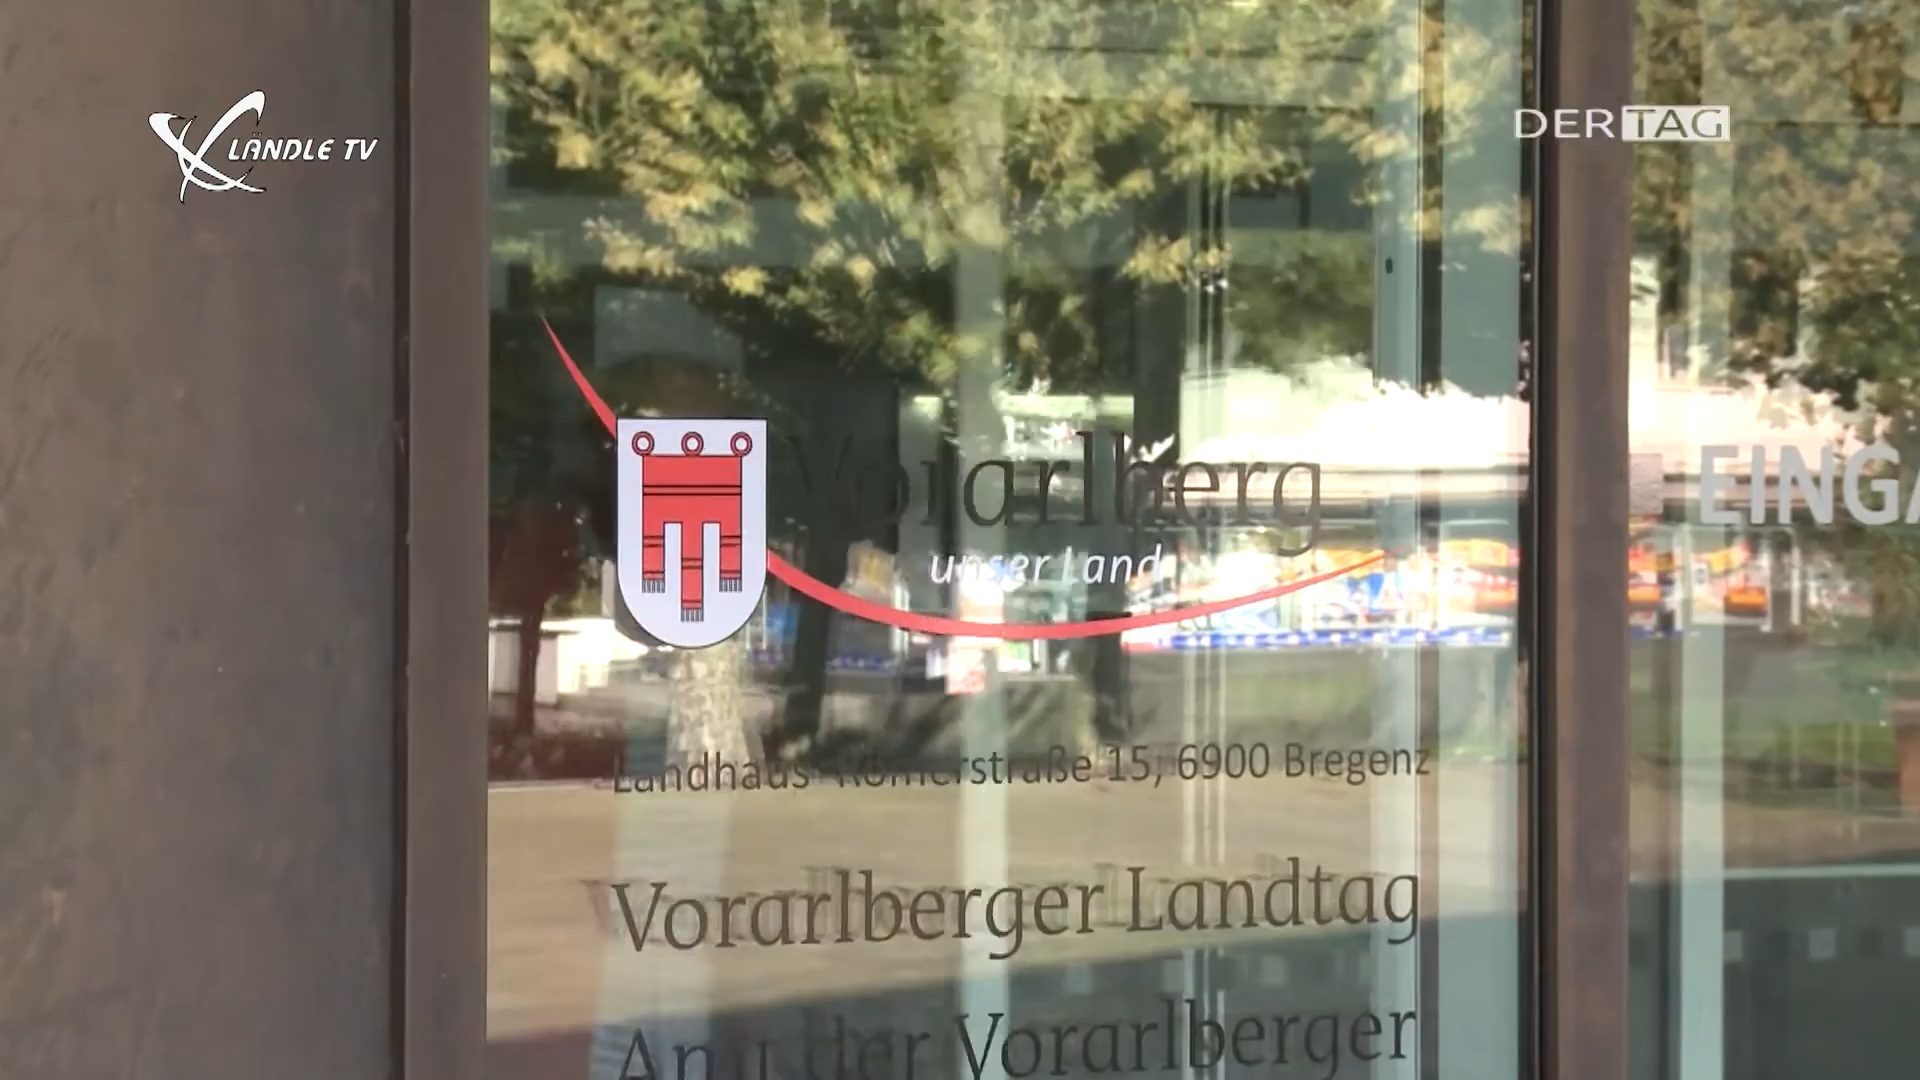 LÄNDLE TV
DER TAG
Vorarlberg
unser Land
EINGA
Landhaus Römerstraße 15, 6900 Bregenz
Vorarlberger Landtag
Amt der Vorarlberger